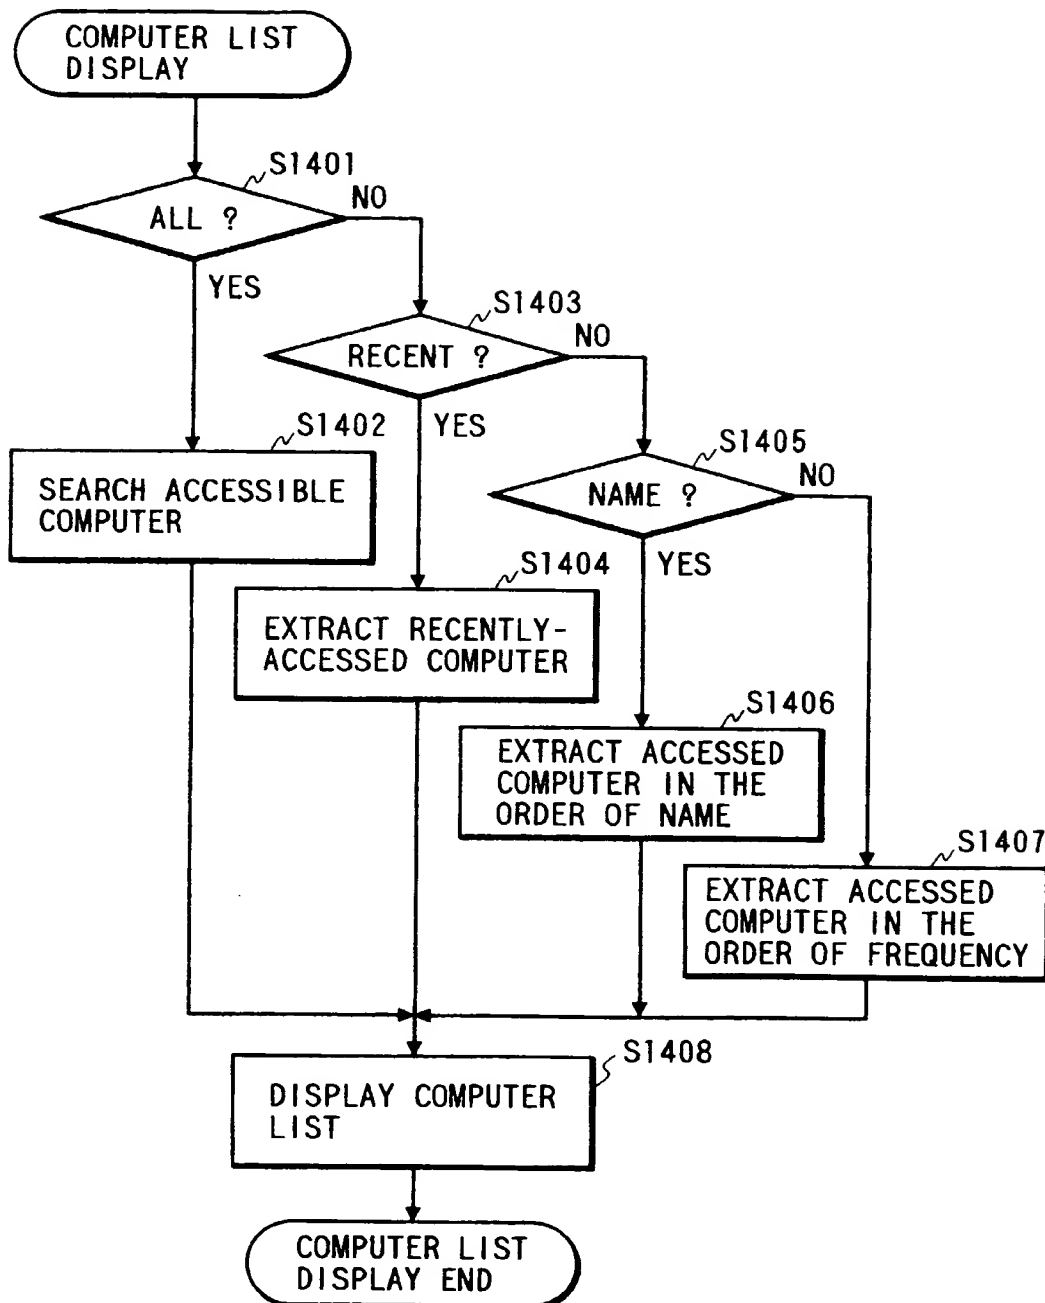 COMPUTER LIST
DISPLAY
S1401
ALL ?
NO
YES
S1403
RECENT ?
NO
YES
S1402
SEARCH ACCESSIBLE
COMPUTER
S1405
NAME ?
NO
YES
S1404
EXTRACT RECENTLY-
ACCESSED COMPUTER
S1406
EXTRACT ACCESSED
COMPUTER IN THE
ORDER OF NAME
S1407
EXTRACT ACCESSED
COMPUTER IN THE
ORDER OF FREQUENCY
S1408
DISPLAY COMPUTER
LIST
COMPUTER LIST
DISPLAY END